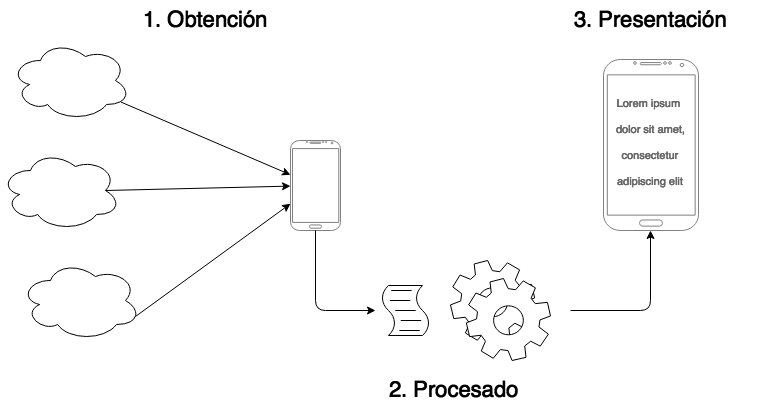 1. Obtención
3. Presentación
Lorem ipsum
dolor sit amet,
consectetur
adipiscing elit
2. Procesado